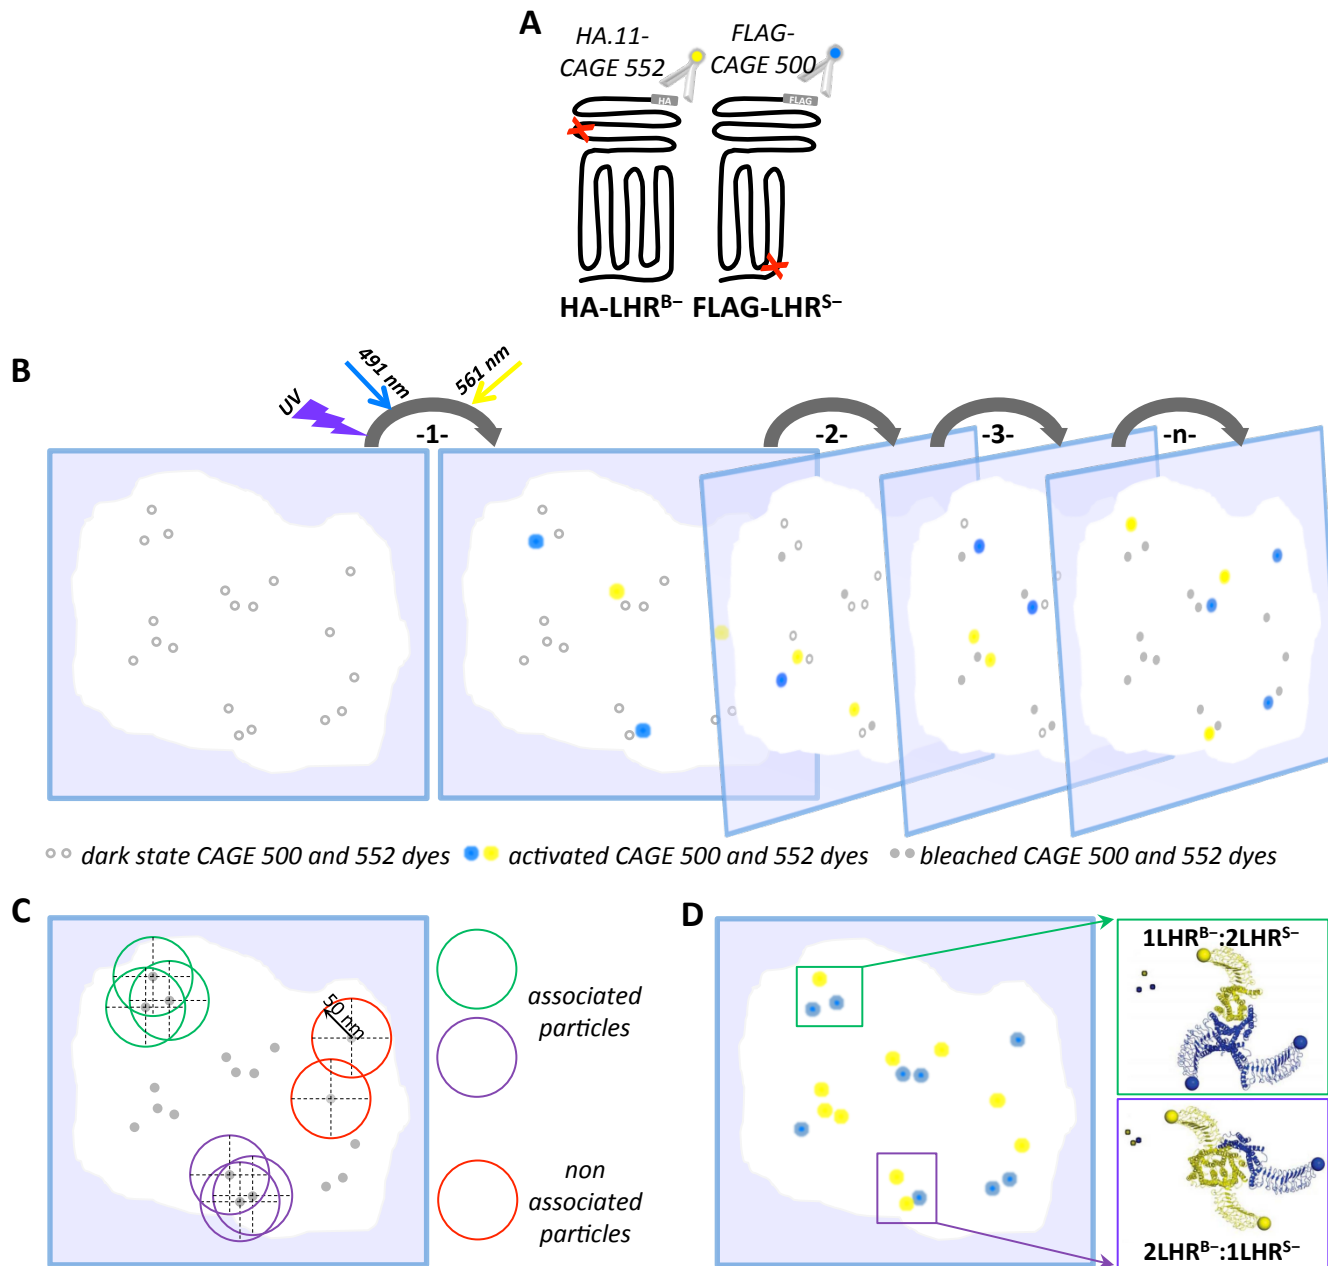 A
HA.11-
CAGE 552
FLAG-
CAGE 500
HA
FLAG
HA-LHR^B–
FLAG-LHR^S–
B
UV
491 nm
561 nm
-1-
-2-
-3-
-n-
dark state CAGE 500 and 552 dyes
activated CAGE 500 and 552 dyes
bleached CAGE 500 and 552 dyes
C
50 nm
associated
particles
non
associated
particles
D
1LHR^B–:2LHR^S–
2LHR^B–:1LHR^S–